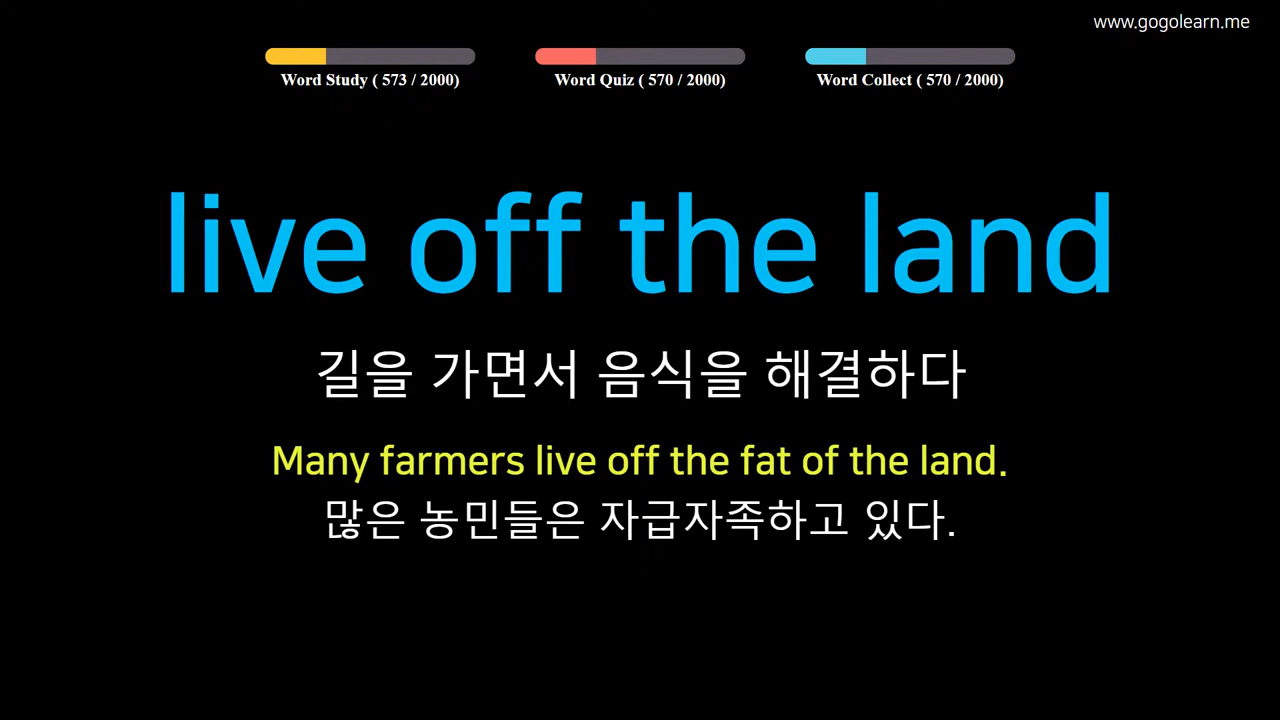 www.gogolearn.me
Word Study ( 573 / 2000)
Word Quiz ( 570 / 2000)
Word Collect ( 570 / 2000)
live off the land
길을 가면서 음식을 해결하다
Many farmers live off the fat of the land.
많은 농민들은 자급자족하고 있다.